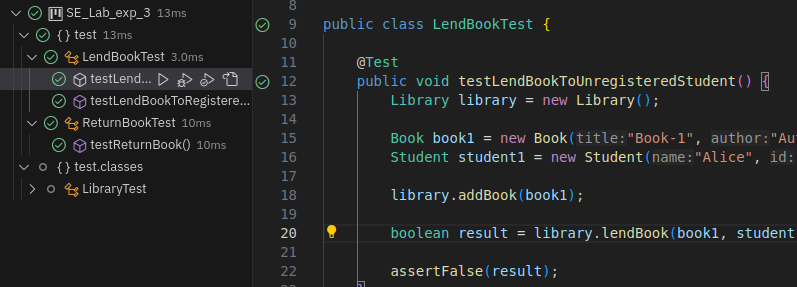 SE_Lab_exp_3 13ms
{} test 13ms
LendBookTest 3.0ms
testLend...
testLendBookToRegistere...
ReturnBookTest 10ms
testReturnBook() 10ms
{} test.classes
LibraryTest
8
9 public class LendBookTest {
10
11 @Test
12 public void testLendBookToUnregisteredStudent() {
13 Library library = new Library();
14
15 Book book1 = new Book(title:"Book-1", author:"Au
16 Student student1 = new Student(name:"Alice", id:
17
18 library.addBook(book1);
19
20 boolean result = library.lendBook(book1, student
21
22 assertFalse(result);
23 }